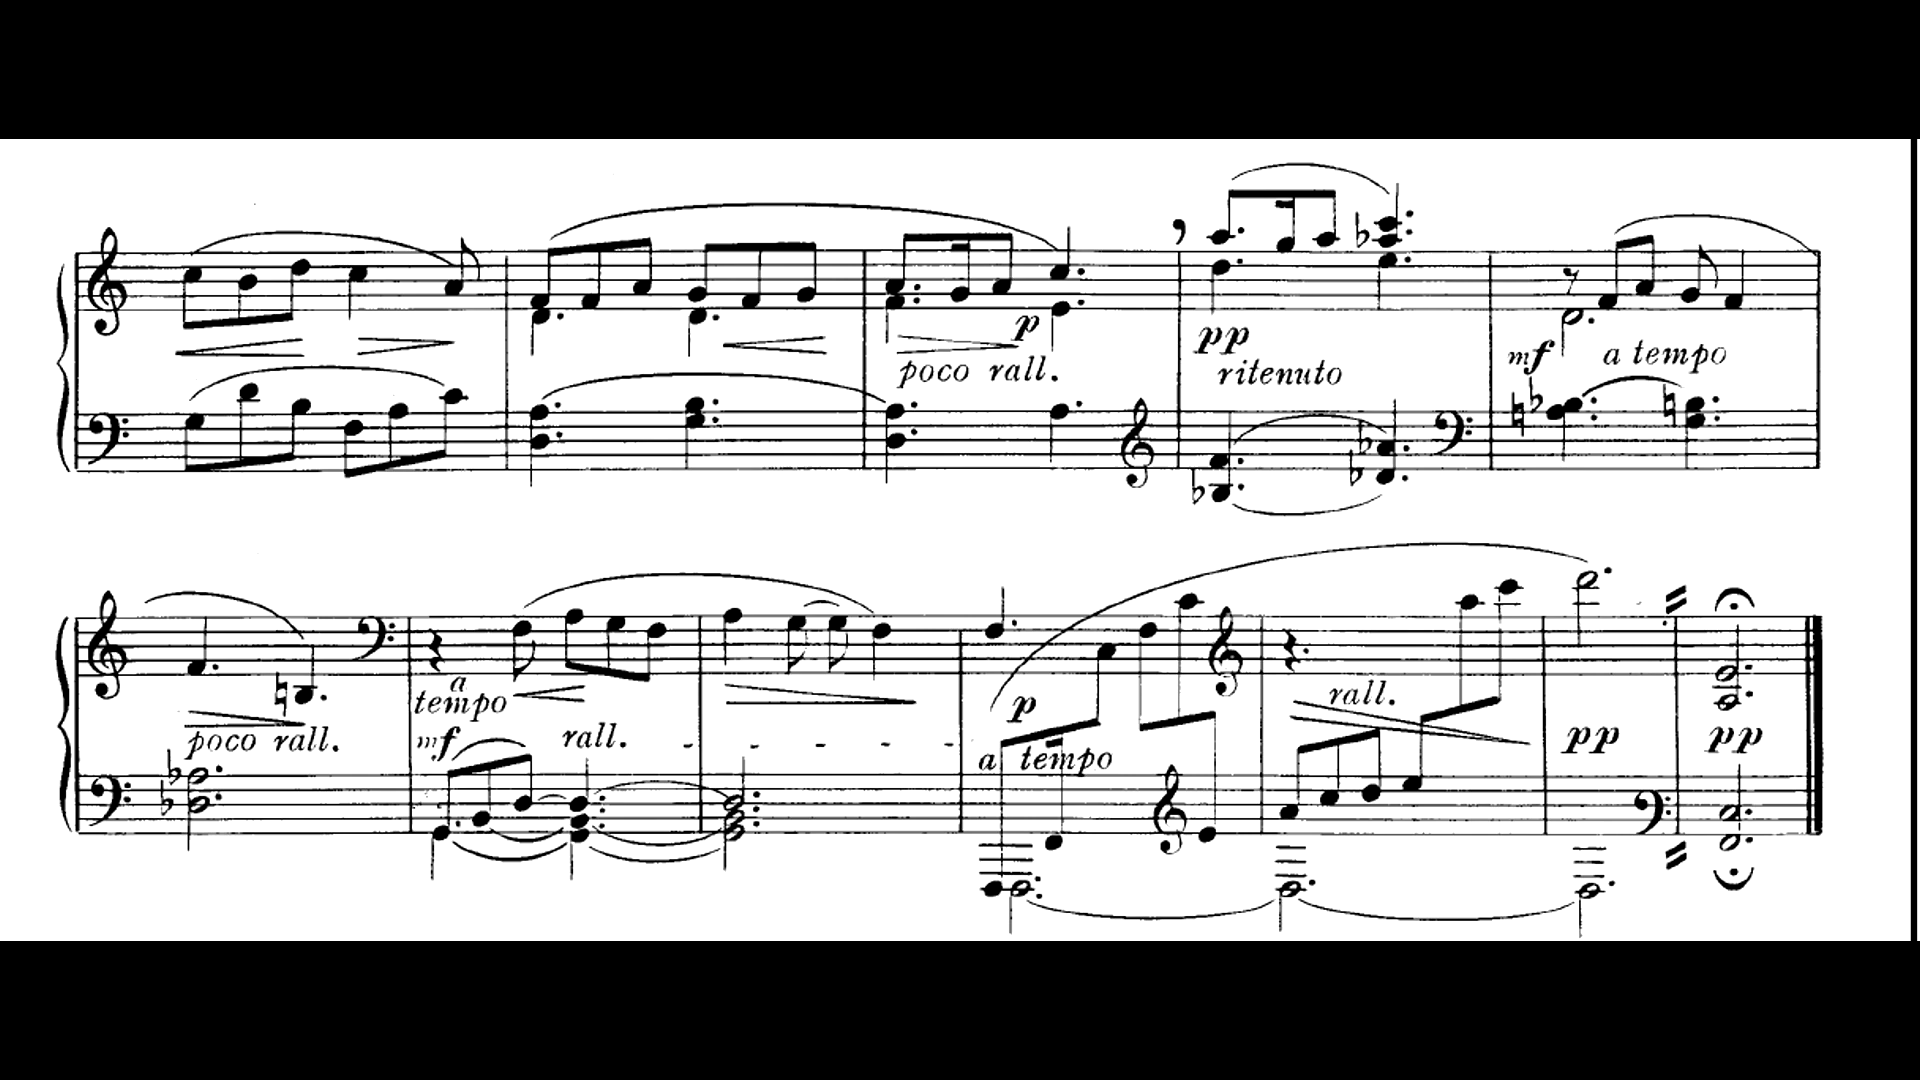 p
poco rall.
pp
ritenuto
mf a tempo
poco rall.
a
tempo
mf rall.
p
a tempo
rall.
pp pp